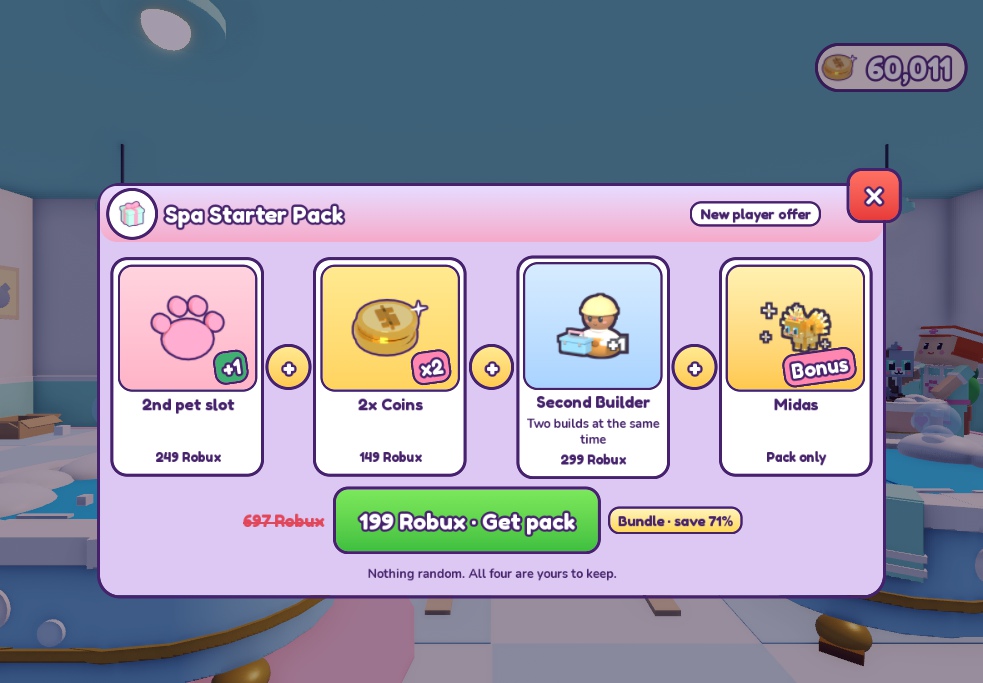 60,011
Spa Starter Pack
New player offer
X
+1
2nd pet slot
249 Robux
+
x2
2x Coins
149 Robux
+
+1
Second Builder
Two builds at the same
time
299 Robux
+
Bonus
Midas
Pack only
697 Robux
199 Robux · Get pack
Bundle · save 71%
Nothing random. All four are yours to keep.